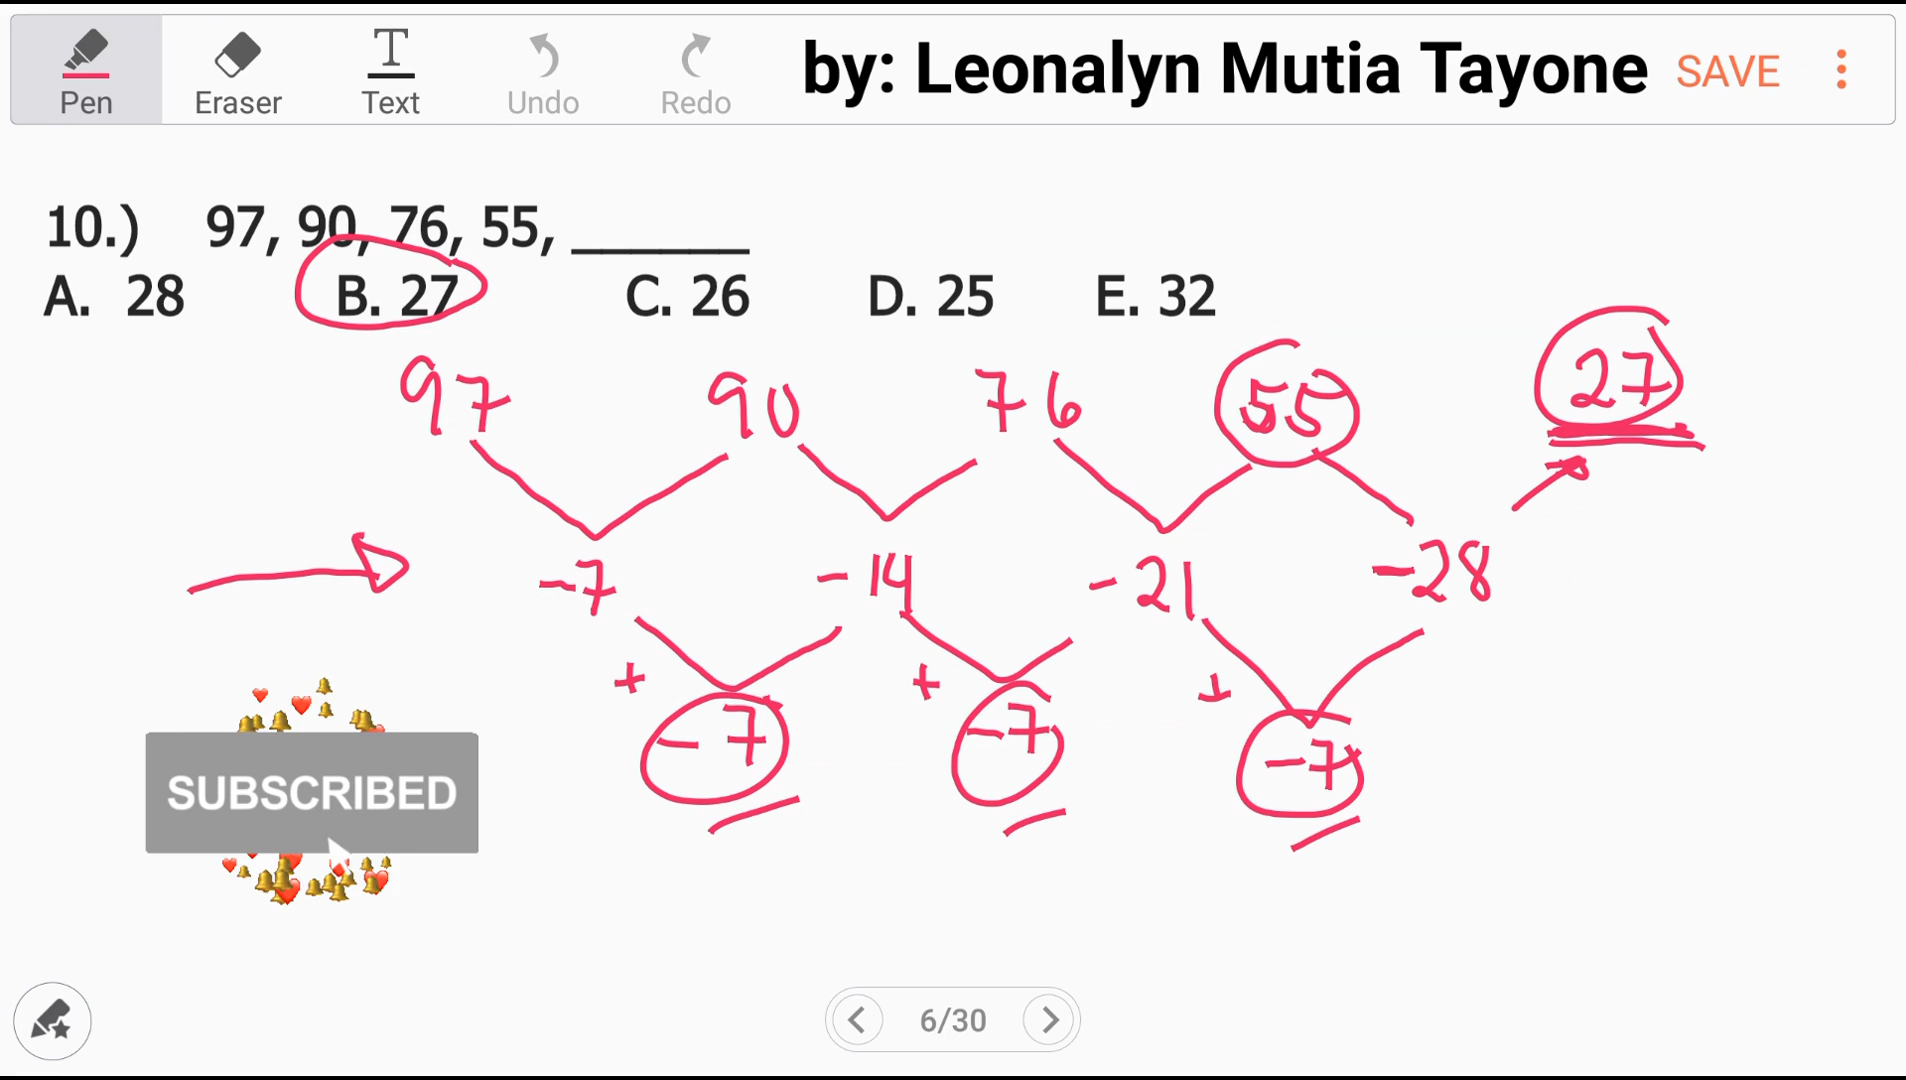 Pen Eraser Text Undo Redo by: Leonalyn Mutia Tayone SAVE
10.) 97, 90, 76, 55, ______
A. 28 B. 27 C. 26 D. 25 E. 32
97 90 76 55 27
-7 -14 -21 -28
+ -7 + -7 + -7
SUBSCRIBED
6/30